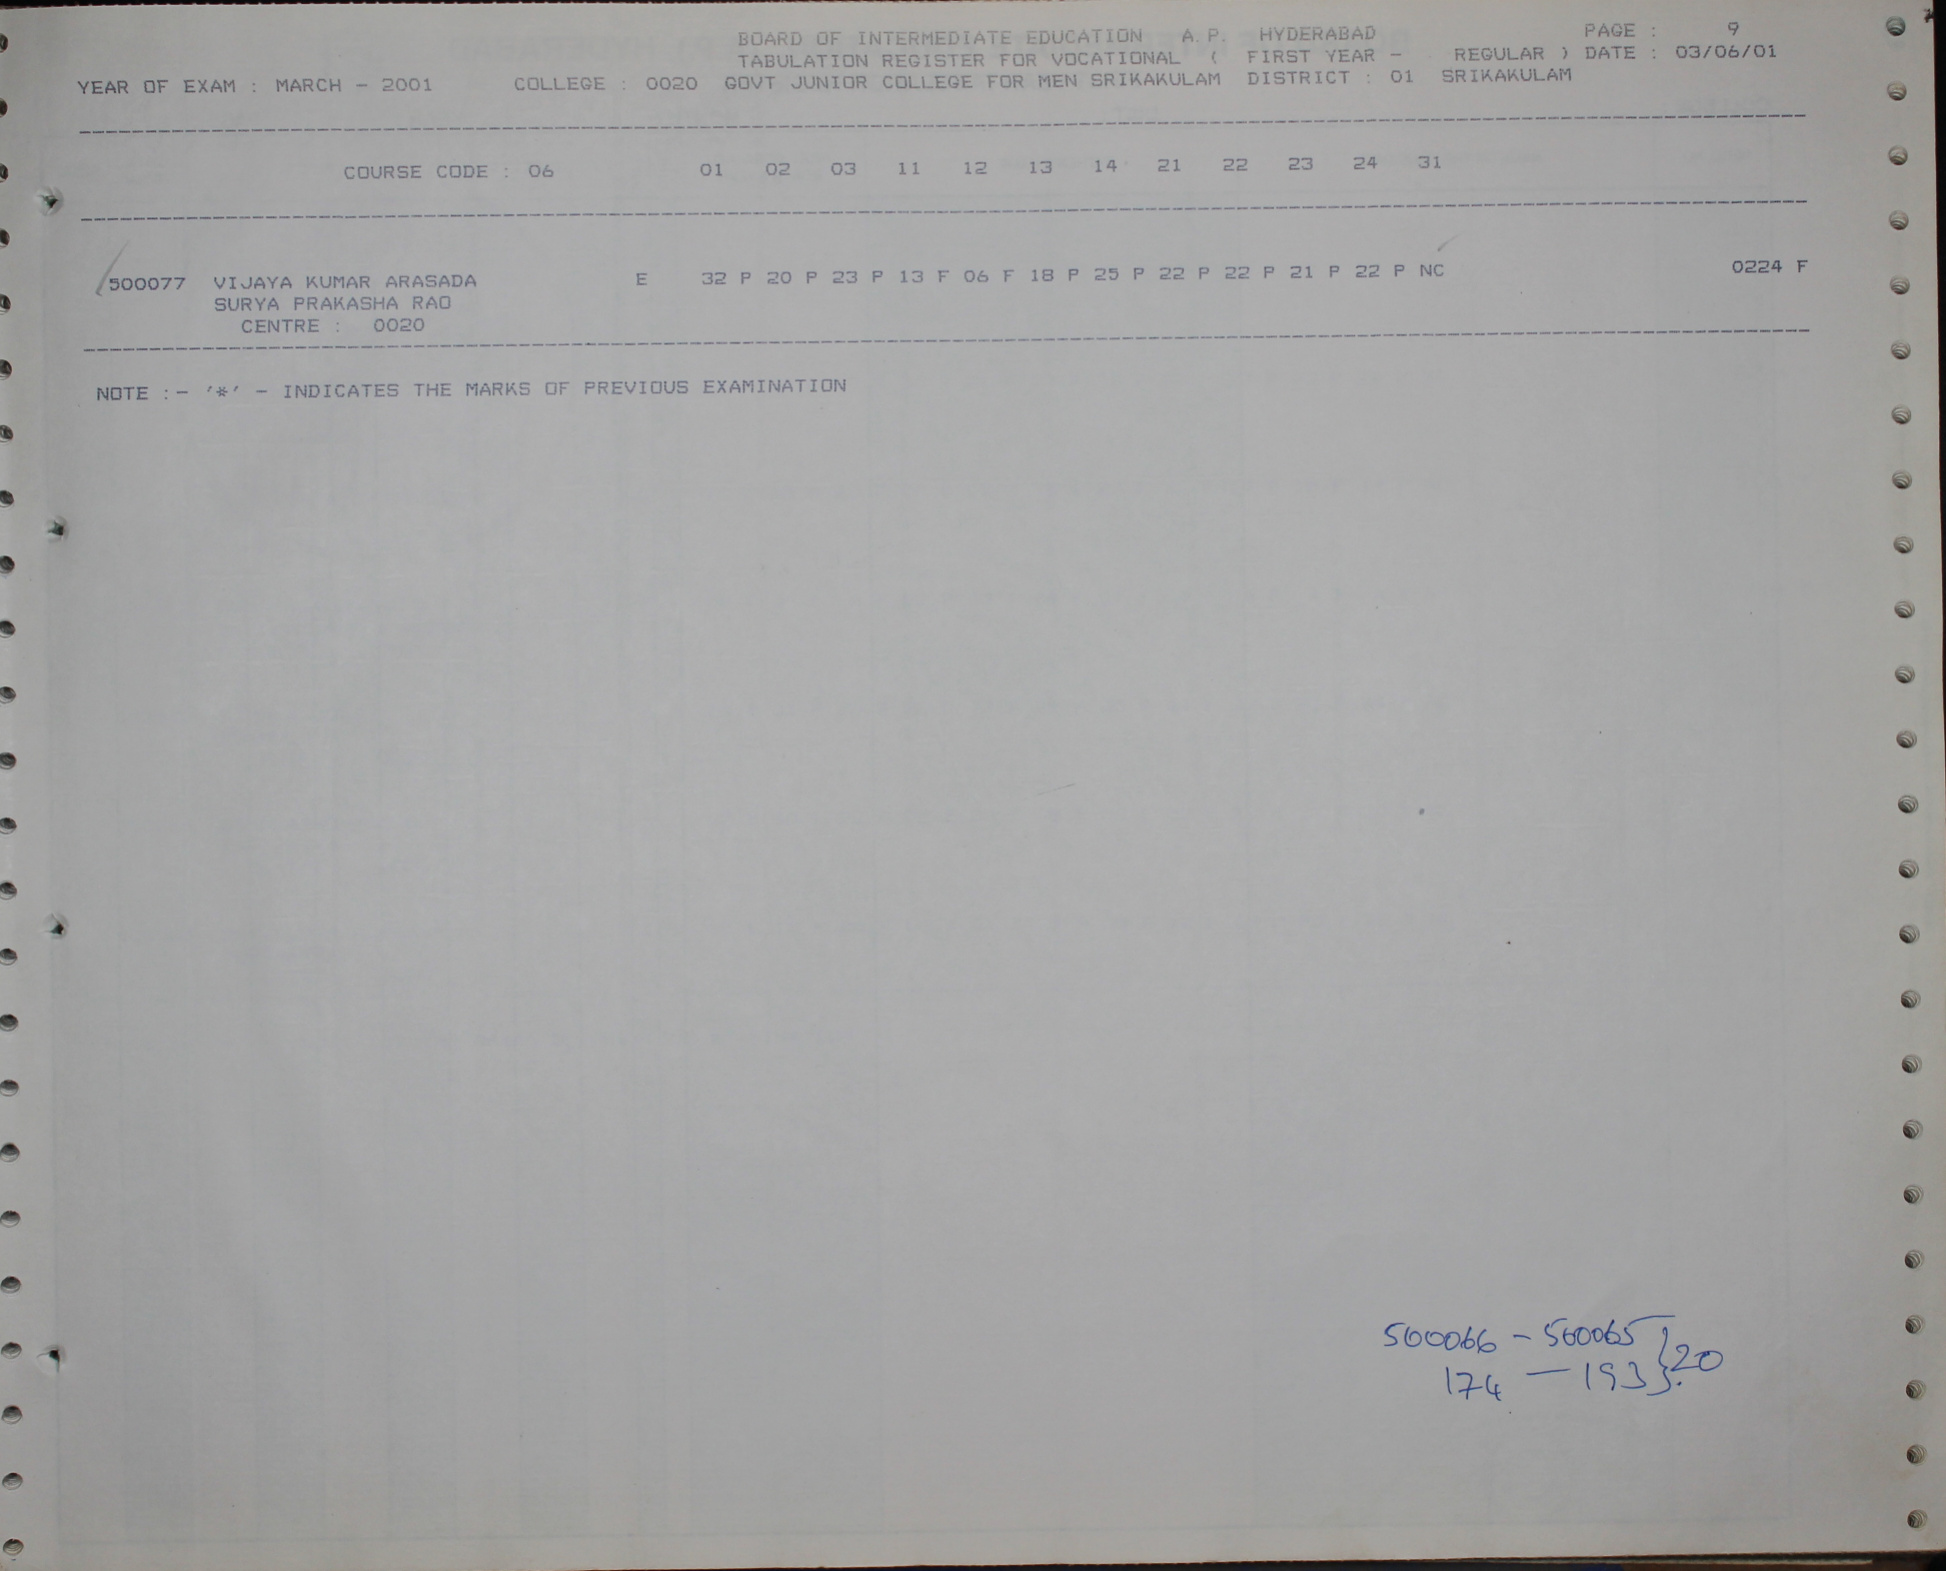 BOARD OF INTERMEDIATE EDUCATION A.P. HYDERABAD PAGE : 9
TABULATION REGISTER FOR VOCATIONAL ( FIRST YEAR - REGULAR ) DATE : 03/06/01
YEAR OF EXAM : MARCH - 2001 COLLEGE : 0020 GOVT JUNIOR COLLEGE FOR MEN SRIKAKULAM DISTRICT : 01 SRIKAKULAM
COURSE CODE : 06 01 02 03 11 12 13 14 21 22 23 24 31
500077 VIJAYA KUMAR ARASADA E 32 P 20 P 23 P 13 F 06 F 18 P 25 P 22 P 22 P 21 P 22 P NC 0224 F
SURYA PRAKASHA RAO
CENTRE : 0020
NOTE :- '*' - INDICATES THE MARKS OF PREVIOUS EXAMINATION
500066 - 500065 } 20
174 - 193